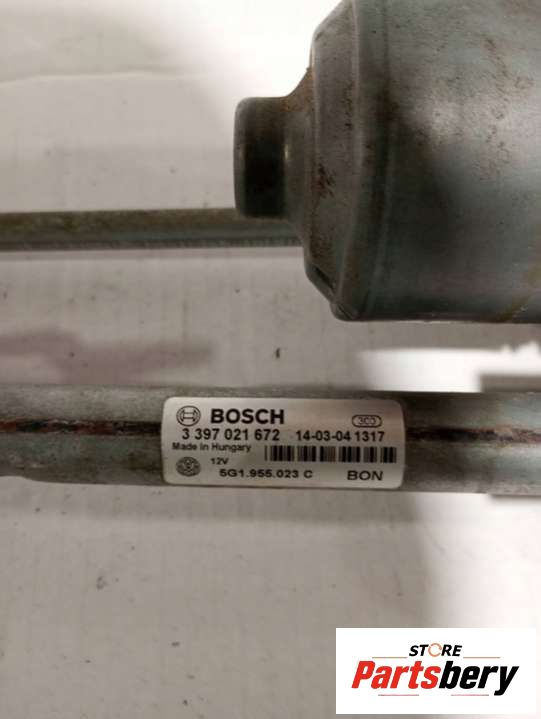 BOSCH
300
3 397 021 672 14-03-04 1317
Made in Hungary
12V
5G1.955.023 C BON
STORE
Partsbery